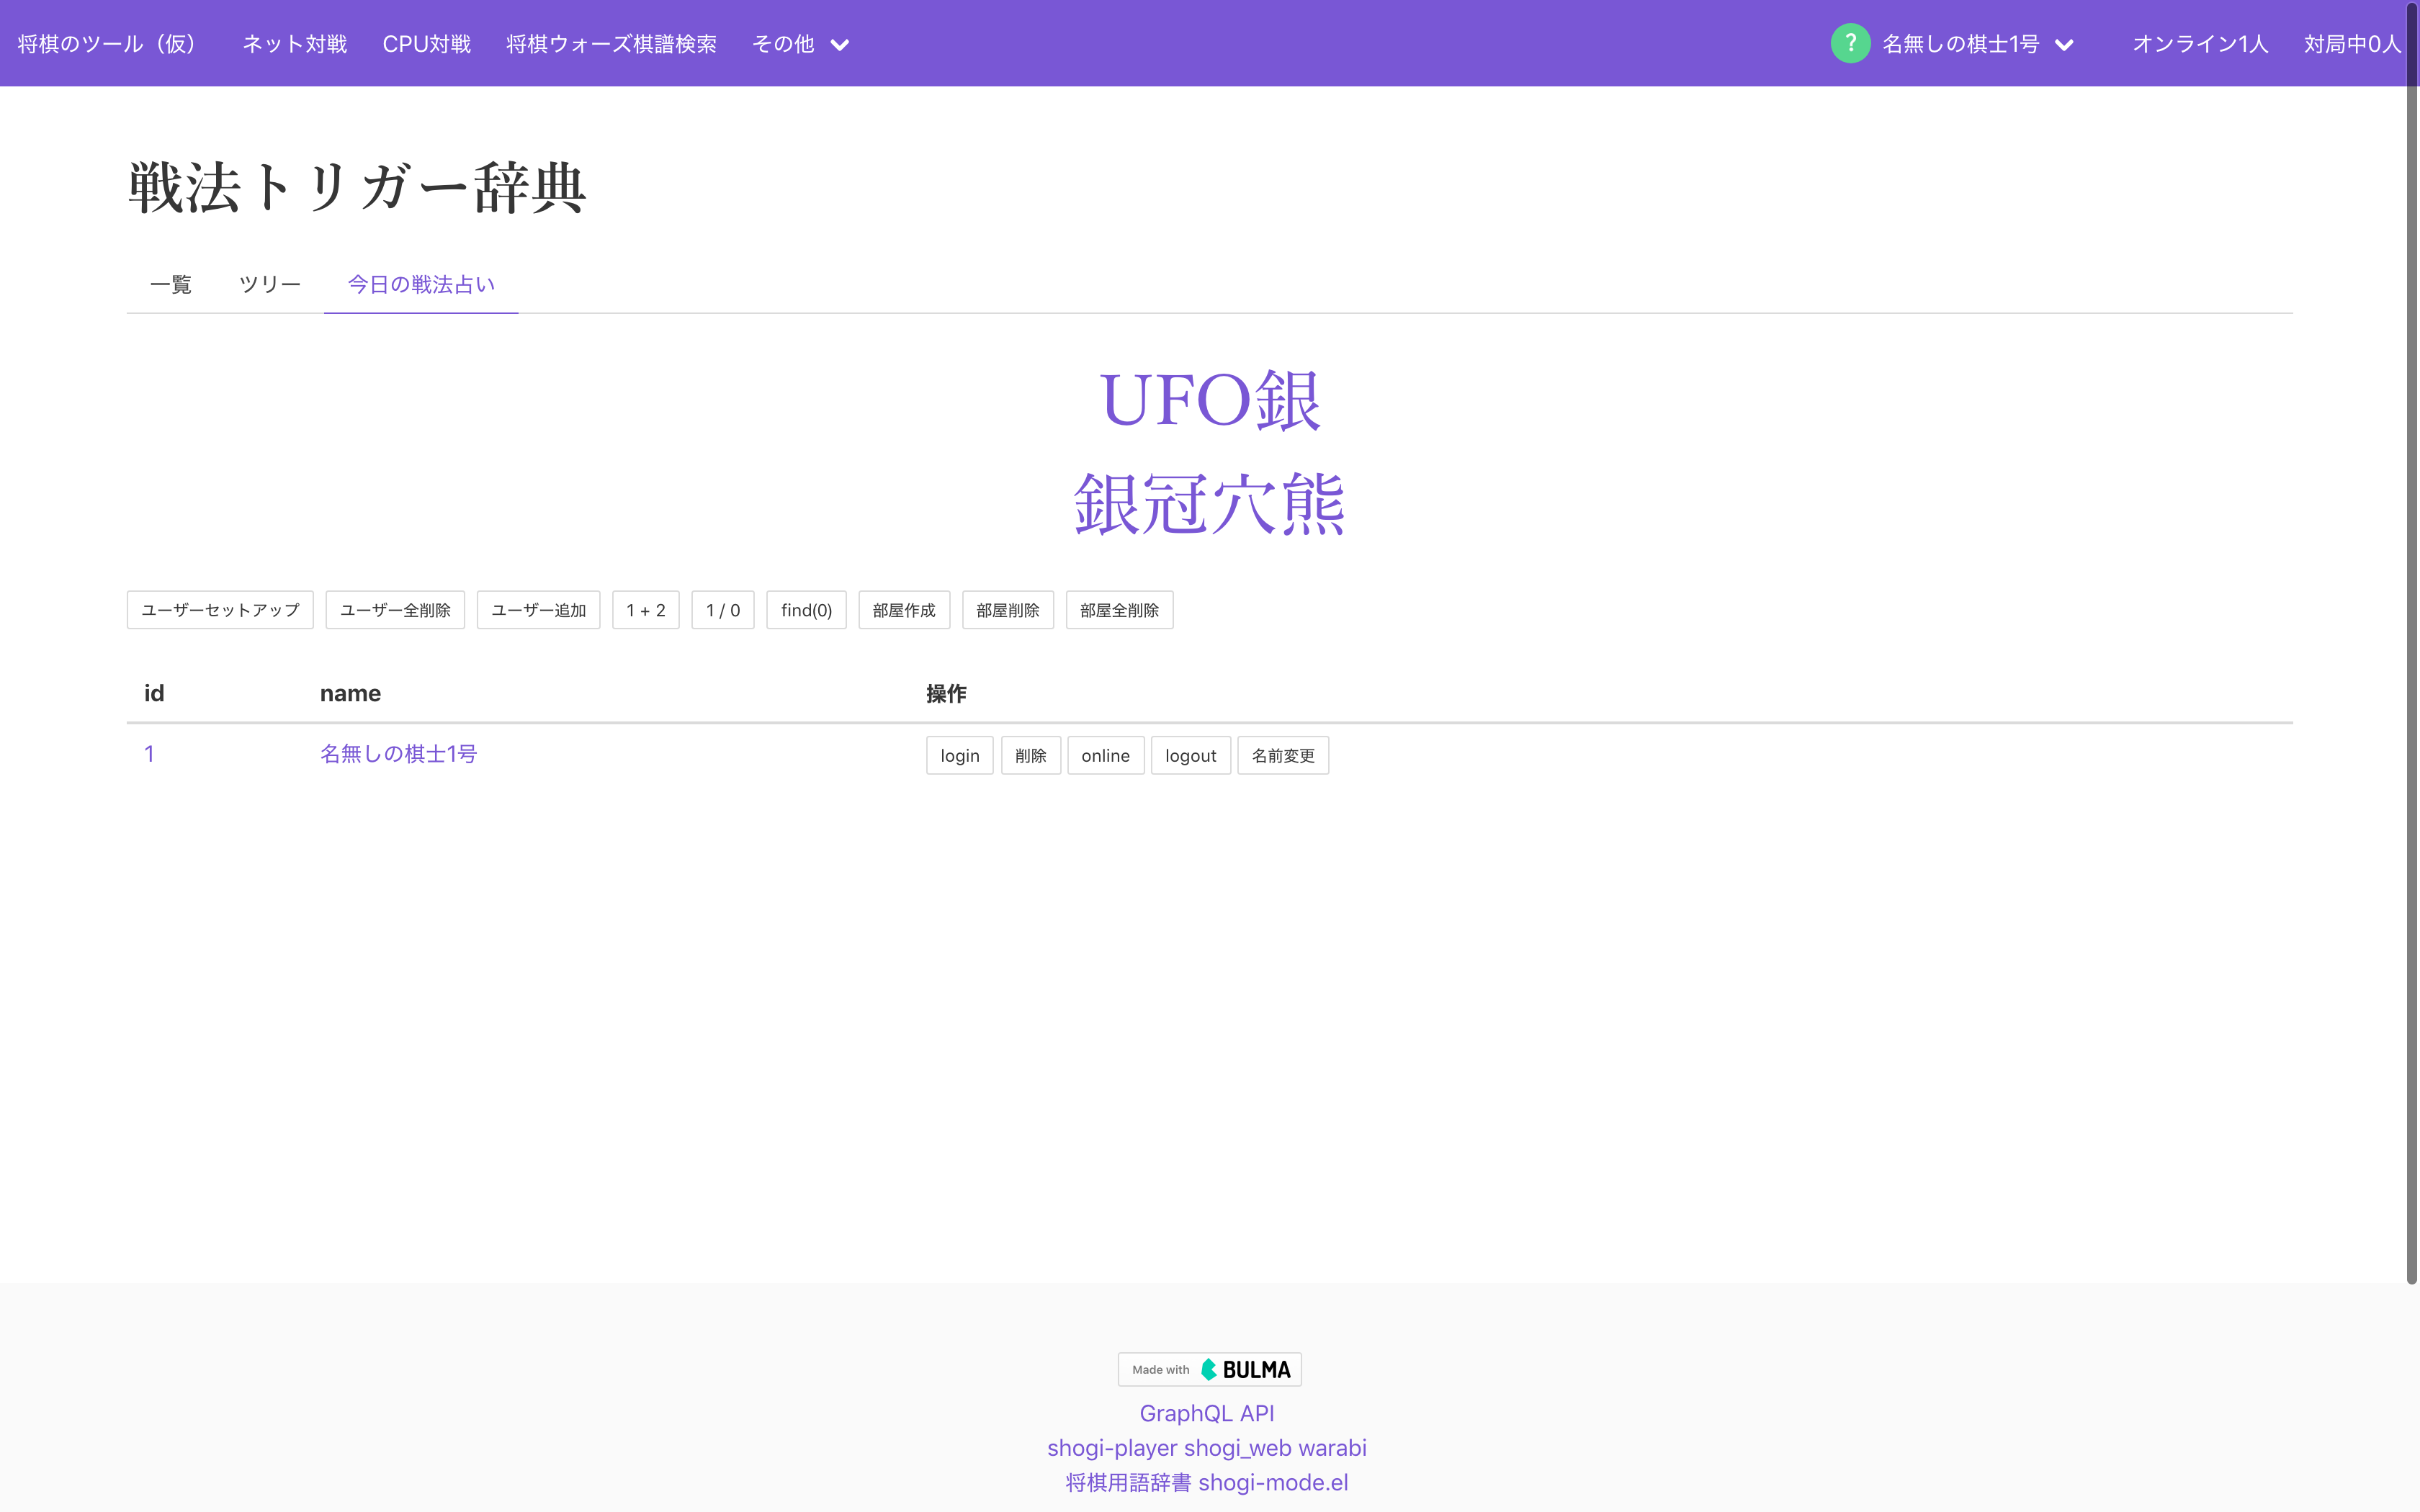 将棋のツール（仮） ネット対戦 CPU対戦 将棋ウォーズ棋譜検索 その他 ? 名無しの棋士1号 オンライン1人 対局中0人
戦法トリガー辞典
一覧 ツリー 今日の戦法占い
UFO銀
銀冠穴熊
ユーザーセットアップ ユーザー全削除 ユーザー追加 1 + 2 1 / 0 find(0) 部屋作成 部屋削除 部屋全削除
id name 操作
1 名無しの棋士1号 login 削除 online logout 名前変更
Made with BULMA
GraphQL API
shogi-player shogi_web warabi
将棋用語辞書 shogi-mode.el